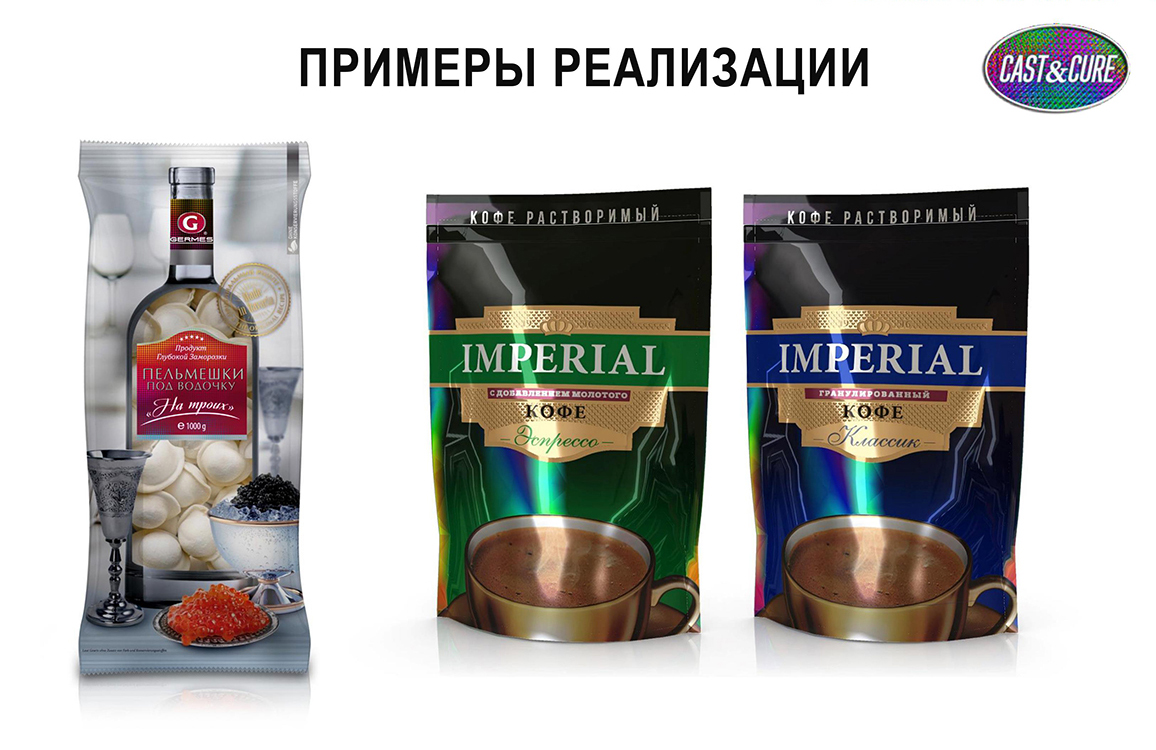 ПРИМЕРЫ РЕАЛИЗАЦИИ
CAST&CURE
G
GERMES
Продукт
Глубокой Заморозки
ПЕЛЬМЕШКИ
ПОД ВОДОЧКУ
«На троих»
℮ 1000 g
КОФЕ РАСТВОРИМЫЙ
IMPERIAL
С ДОБАВЛЕНИЕМ МОЛОТОГО
КОФЕ
Эспрессо
КОФЕ РАСТВОРИМЫЙ
IMPERIAL
ГРАНУЛИРОВАННЫЙ
КОФЕ
Классик